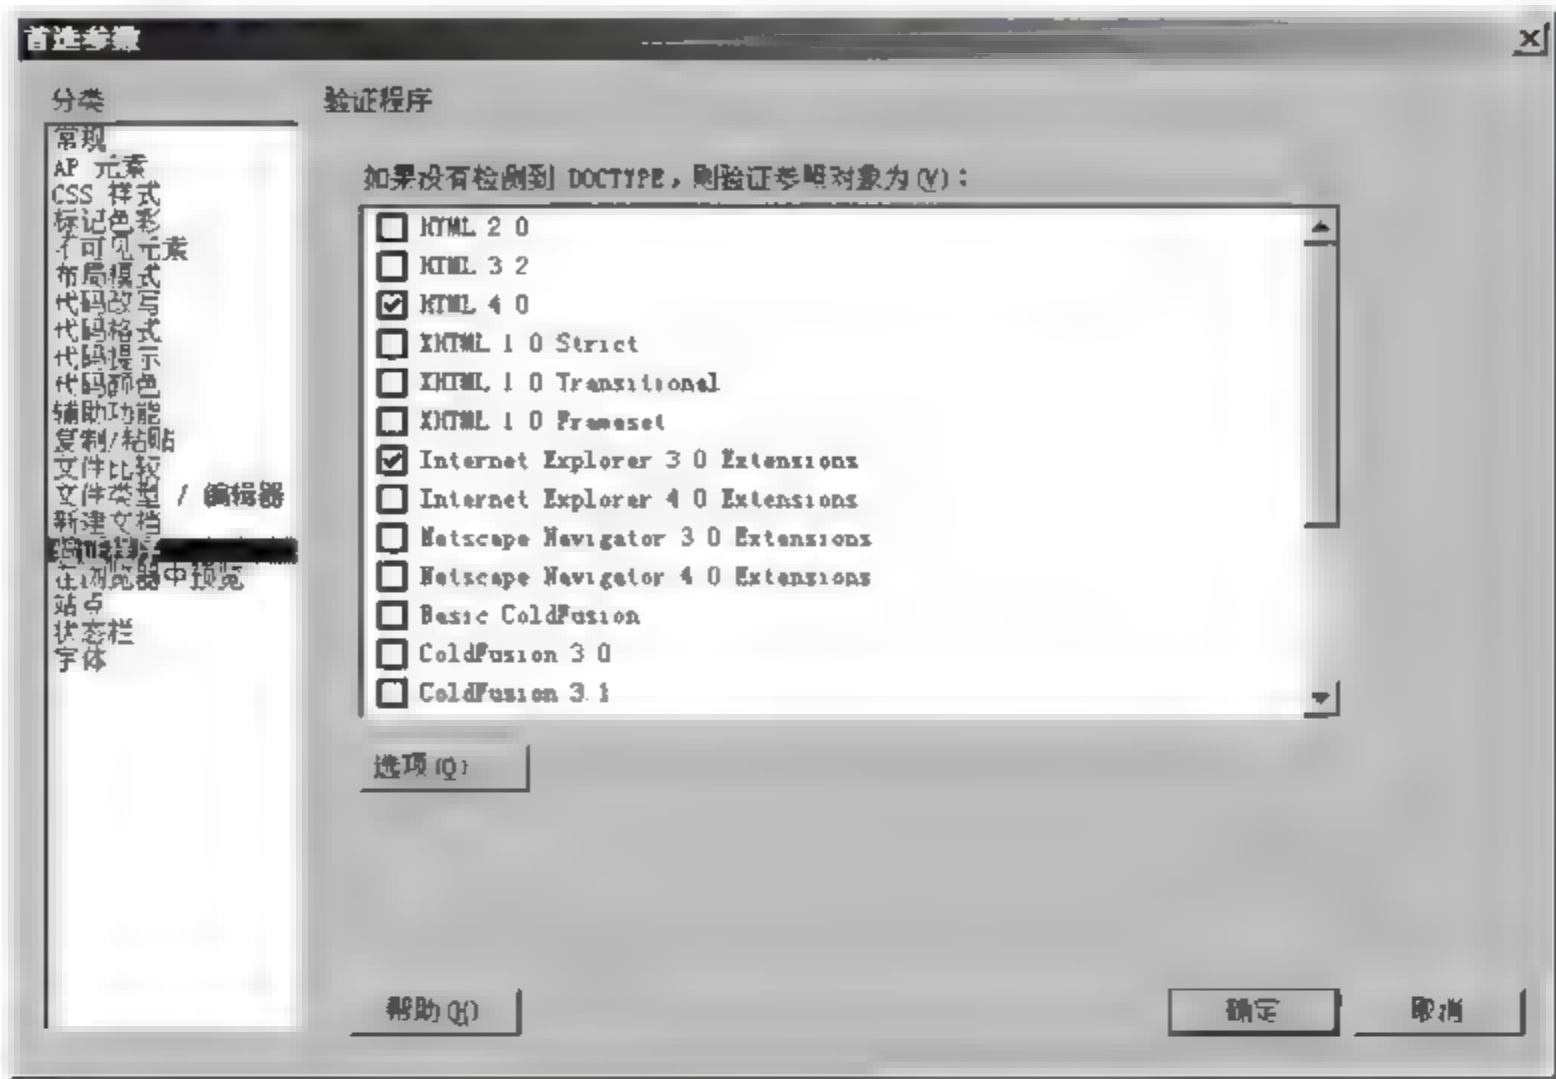 首选参数
分类
验证程序
常规
AP 元素
CSS 样式
标记色彩
不可见元素
布局模式
代码改写
代码格式
代码提示
代码颜色
辅助功能
复制/粘贴
文件比较
文件类型 / 编辑器
新建文档
验证程序
在浏览器中预览
站点
状态栏
字体
如果没有检测到 DOCTYPE，则验证参照对象为(V)：
HTML 2 0
HTML 3 2
HTML 4 0
XHTML 1 0 Strict
XHTML 1 0 Transitional
XHTML 1 0 Frameset
Internet Explorer 3 0 Extensions
Internet Explorer 4 0 Extensions
Netscape Navigator 3 0 Extensions
Netscape Navigator 4 0 Extensions
Basic ColdFusion
ColdFusion 3 0
ColdFusion 3.1
选项(O)
帮助(H)
确定
取消